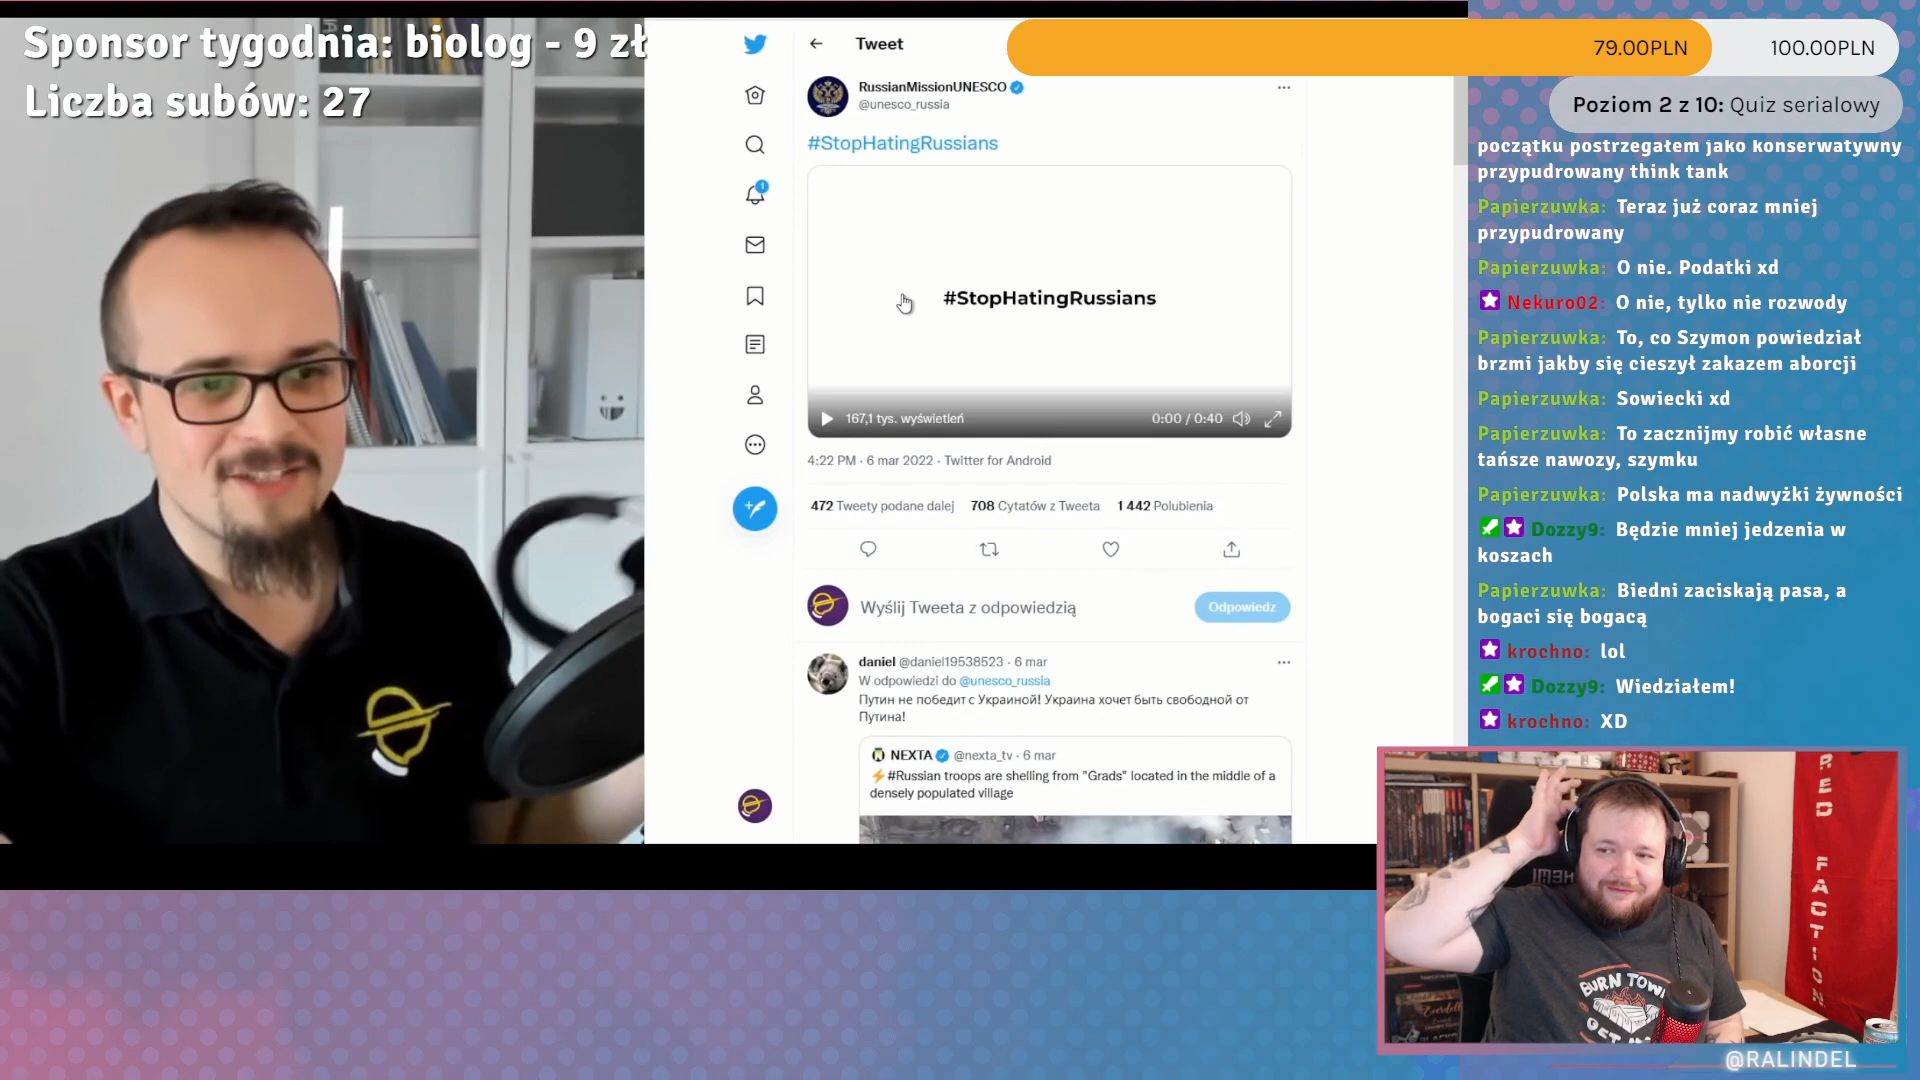 Sponsor tygodnia: biolog - 9 zł
Liczba subów: 27
Tweet
RussianMissionUNESCO
@unesco_russia
#StopHatingRussians
#StopHatingRussians
167,1 tys. wyświetleń
0:00 / 0:40
4:22 PM · 6 mar 2022 · Twitter for Android
472 Tweety podane dalej 708 Cytatów z Tweeta 1 442 Polubienia
Wyślij Tweeta z odpowiedzią
Odpowiedz
daniel @daniel19538523 · 6 mar
W odpowiedzi do @unesco_russia
Путин не победит с Украиной! Украина хочет быть свободной от
Путина!
NEXTA @nexta_tv · 6 mar
⚡#Russian troops are shelling from "Grads" located in the middle of a
densely populated village
1
79.00PLN
100.00PLN
Poziom 2 z 10: Quiz serialowy
początku postrzegałem jako konserwatywny
przypudrowany think tank
Papierzuwka: Teraz już coraz mniej
przypudrowany
Papierzuwka: O nie. Podatki xd
Nekuro02: O nie, tylko nie rozwody
Papierzuwka: To, co Szymon powiedział
brzmi jakby się cieszył zakazem aborcji
Papierzuwka: Sowiecki xd
Papierzuwka: To zacznijmy robić własne
tańsze nawozy, szymku
Papierzuwka: Polska ma nadwyżki żywności
Dozzy9: Będzie mniej jedzenia w
koszach
Papierzuwka: Biedni zaciskają pasa, a
bogaci się bogacą
krochno: lol
Dozzy9: Wiedziałem!
krochno: XD
RED FACTION
BURN TOWN
GET
@RALINDEL